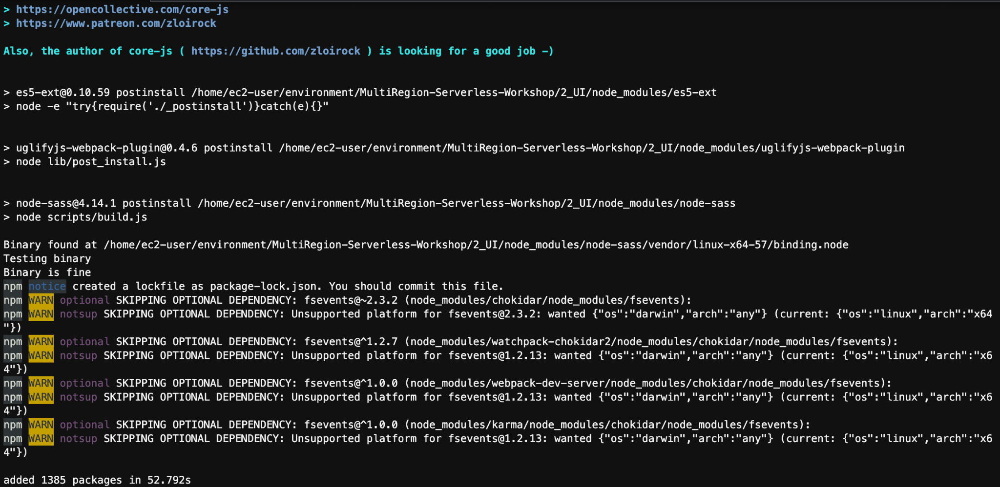 > https://opencollective.com/core-js
> https://www.patreon.com/zloirock
Also, the author of core-js ( https://github.com/zloirock ) is looking for a good job -)
> es5-ext@0.10.59 postinstall /home/ec2-user/environment/MultiRegion-Serverless-Workshop/2_UI/node_modules/es5-ext
> node -e "try{require('./_postinstall')}catch(e){}"
> uglifyjs-webpack-plugin@0.4.6 postinstall /home/ec2-user/environment/MultiRegion-Serverless-Workshop/2_UI/node_modules/uglifyjs-webpack-plugin
> node lib/post_install.js
> node-sass@4.14.1 postinstall /home/ec2-user/environment/MultiRegion-Serverless-Workshop/2_UI/node_modules/node-sass
> node scripts/build.js
Binary found at /home/ec2-user/environment/MultiRegion-Serverless-Workshop/2_UI/node_modules/node-sass/vendor/linux-x64-57/binding.node
Testing binary
Binary is fine
npm notice created a lockfile as package-lock.json. You should commit this file.
npm WARN optional SKIPPING OPTIONAL DEPENDENCY: fsevents@~2.3.2 (node_modules/chokidar/node_modules/fsevents):
npm WARN notsup SKIPPING OPTIONAL DEPENDENCY: Unsupported platform for fsevents@2.3.2: wanted {"os":"darwin","arch":"any"} (current: {"os":"linux","arch":"x64
"})
npm WARN optional SKIPPING OPTIONAL DEPENDENCY: fsevents@^1.2.7 (node_modules/watchpack-chokidar2/node_modules/chokidar/node_modules/fsevents):
npm WARN notsup SKIPPING OPTIONAL DEPENDENCY: Unsupported platform for fsevents@1.2.13: wanted {"os":"darwin","arch":"any"} (current: {"os":"linux","arch":"x6
4"})
npm WARN optional SKIPPING OPTIONAL DEPENDENCY: fsevents@^1.0.0 (node_modules/webpack-dev-server/node_modules/chokidar/node_modules/fsevents):
npm WARN notsup SKIPPING OPTIONAL DEPENDENCY: Unsupported platform for fsevents@1.2.13: wanted {"os":"darwin","arch":"any"} (current: {"os":"linux","arch":"x6
4"})
npm WARN optional SKIPPING OPTIONAL DEPENDENCY: fsevents@^1.0.0 (node_modules/karma/node_modules/chokidar/node_modules/fsevents):
npm WARN notsup SKIPPING OPTIONAL DEPENDENCY: Unsupported platform for fsevents@1.2.13: wanted {"os":"darwin","arch":"any"} (current: {"os":"linux","arch":"x6
4"})
added 1385 packages in 52.792s